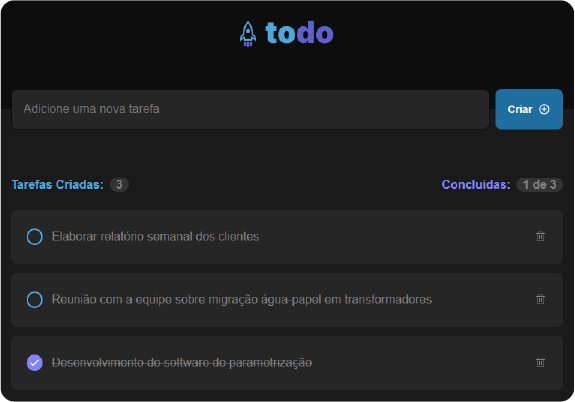 todo
Adicione uma nova tarefa
Criar
Tarefas Criadas: 3
Concluídas: 1 de 3
Elaborar relatório semanal dos clientes
Reunião com a equipe sobre migração água-papel em transformadores
Desenvolvimento do software de parametrização